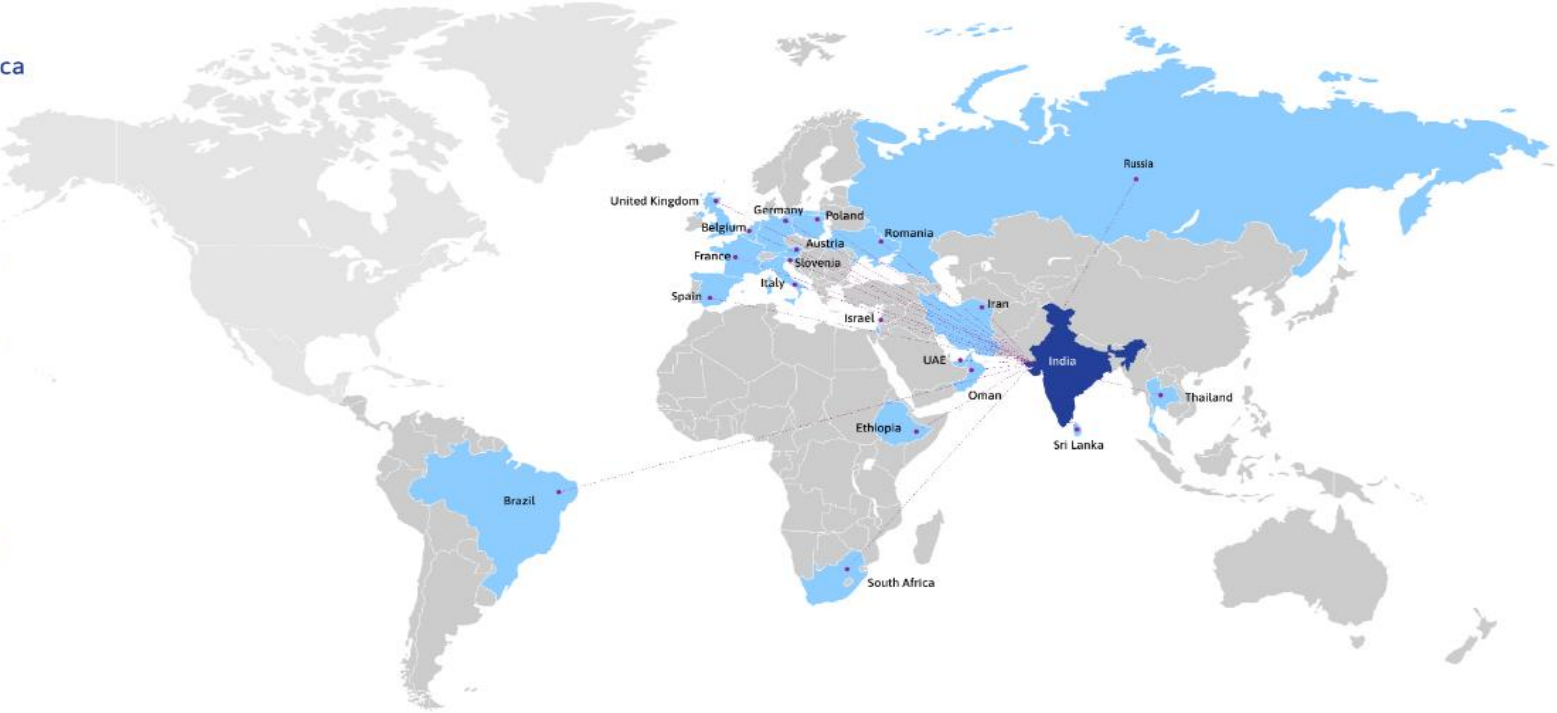 ca
Russia
United Kingdom
Germany
Poland
Belgium
Romania
Austria
France
Slovenia
Italy
Spain
Iran
Israel
UAE
India
Oman
Thailand
Ethiopia
Sri Lanka
Brazil
South Africa